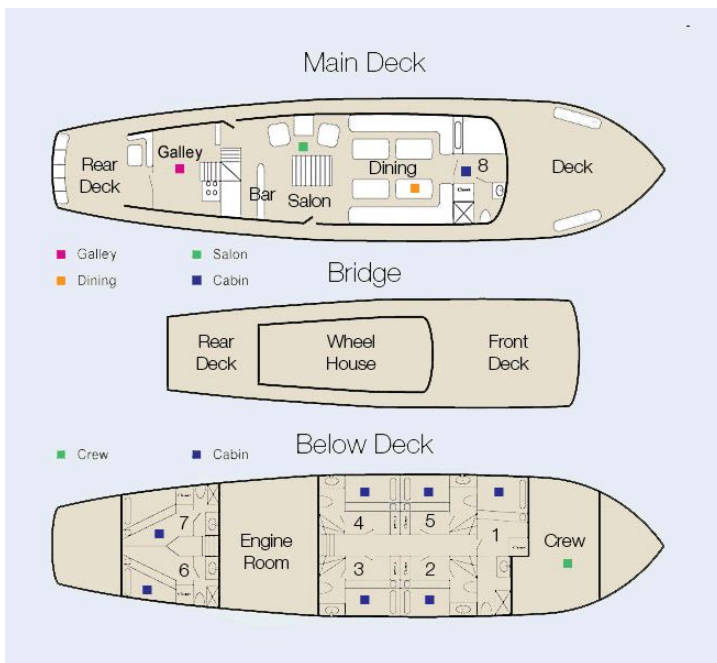 Main Deck
Rear
Deck
Galley
Bar
Salon
Dining
8
Deck
Galley
Salon
Dining
Cabin
Bridge
Rear
Deck
Wheel
House
Front
Deck
Below Deck
Crew
Cabin
7
6
Engine
Room
4
5
3
2
1
Crew